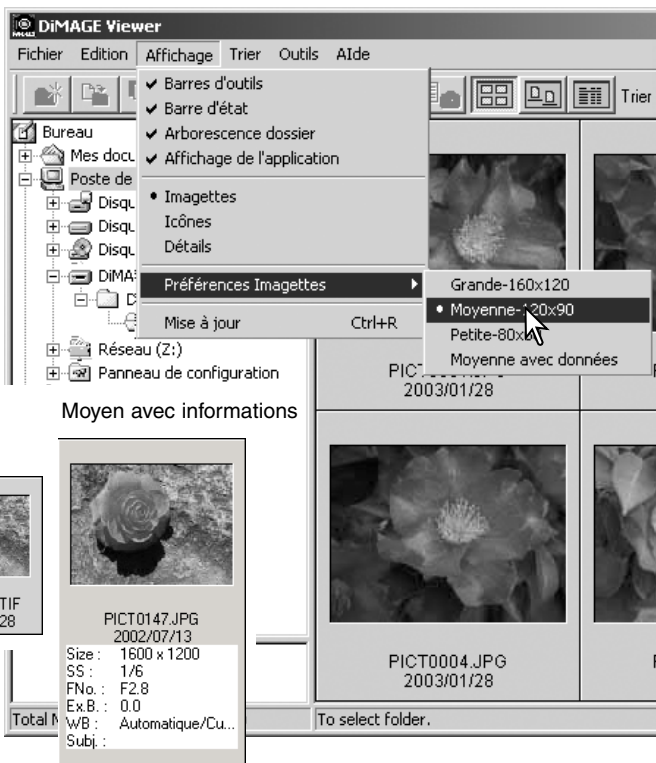 DiMAGE Viewer
Fichier Edition Affichage Trier Outils AIde
Trier
Barres d'outils
Barre d'état
Arborescence dossier
Affichage de l'application
Imagettes
Icônes
Détails
Préférences Imagettes
Mise à jour Ctrl+R
Grande-160x120
Moyenne-120x90
Petite-80x
Moyenne avec données
Bureau
Mes docu
Poste de
Disqu
Disqu
Disqu
DiMA
Réseau (Z:)
Panneau de configuration
2003/01/28
PICT0004.JPG
2003/01/28
Moyen avec informations
TIF
28
PICT0147.JPG
2002/07/13
Size : 1600 x 1200
SS : 1/6
FNo. : F2.8
Ex.B. : 0.0
WB : Automatique/Cu...
Subj. :
Total
To select folder.